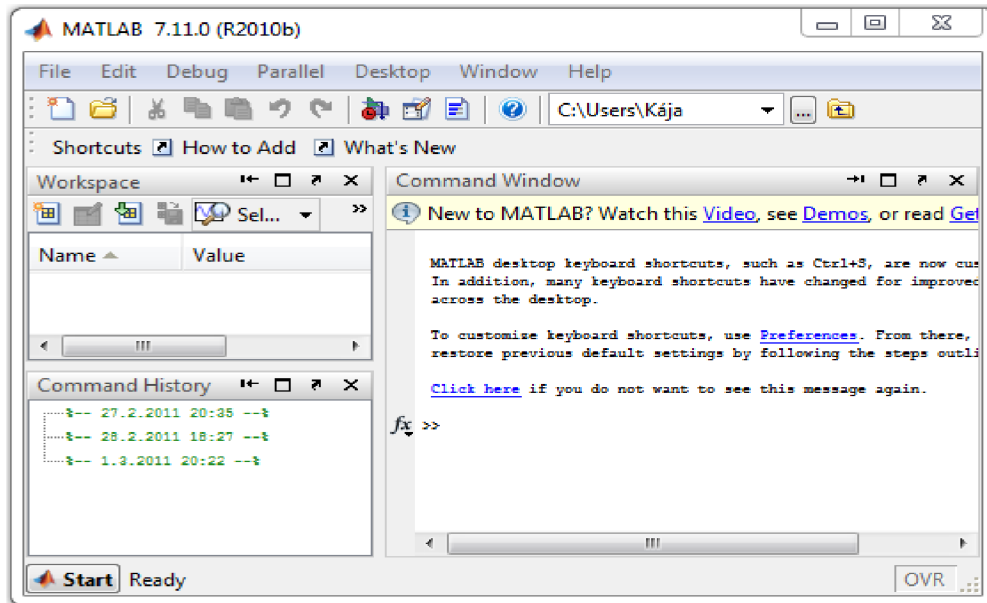 MATLAB 7.11.0 (R2010b)
File Edit Debug Parallel Desktop Window Help
C:\Users\Kája ...
Shortcuts How to Add What's New
Workspace
Sel... »
Name Value
Command History
%-- 27.2.2011 20:35 --%
%-- 28.2.2011 18:27 --%
%-- 1.3.2011 20:22 --%
Command Window
New to MATLAB? Watch this Video, see Demos, or read Get
MATLAB desktop keyboard shortcuts, such as Ctrl+S, are now cus
In addition, many keyboard shortcuts have changed for improved
across the desktop.
To customize keyboard shortcuts, use Preferences. From there,
restore previous default settings by following the steps outli
Click here if you do not want to see this message again.
fx >>
Start Ready
OVR